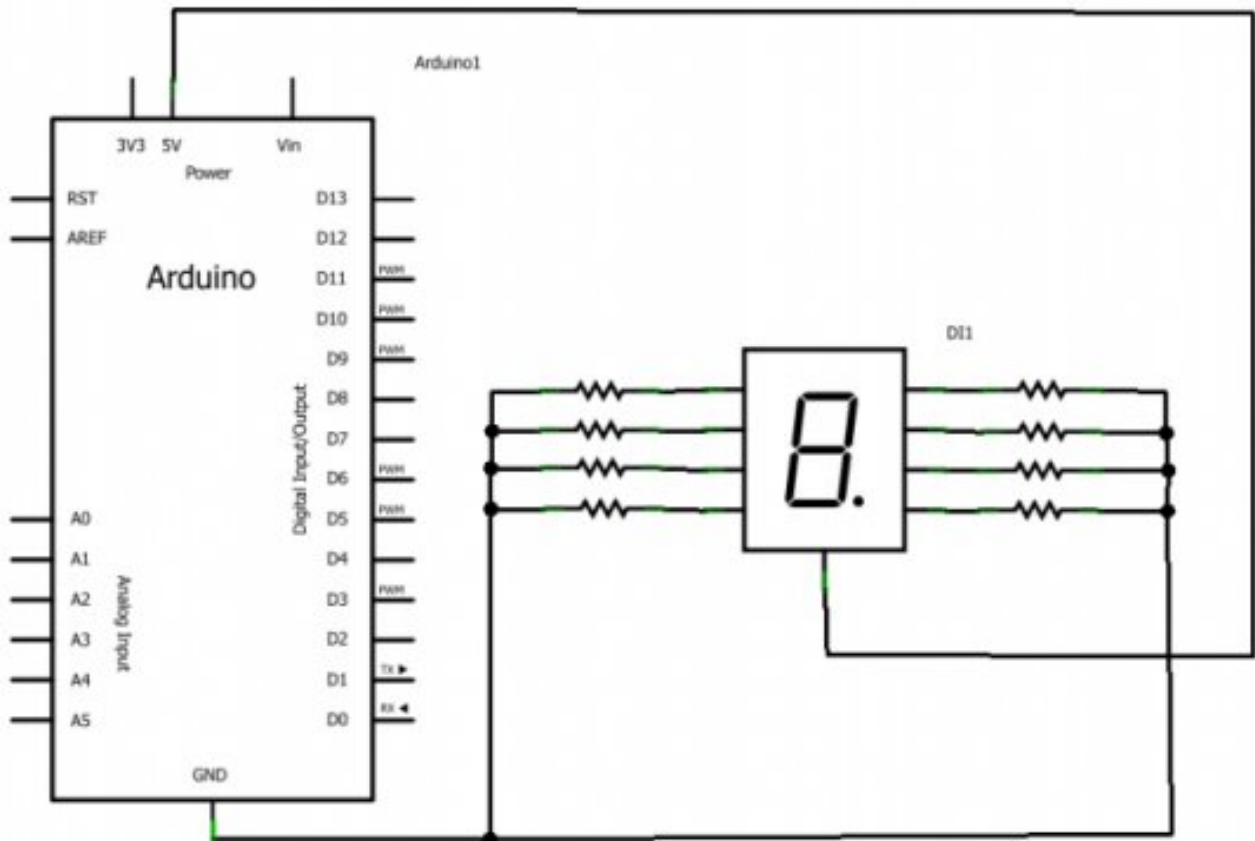 Arduino1
3V3 5V Vin
Power
RST D13
AREF D12
Arduino
D11 PWM
D10 PWM
D9 PWM
D8
D7
D6 PWM
A0 D5 PWM
A1 D4
A2 D3 PWM
A3 D2
A4 D1 TX ►
A5 D0 RX ◄
Digital Input/Output
Analog Input
GND
DI1
8.